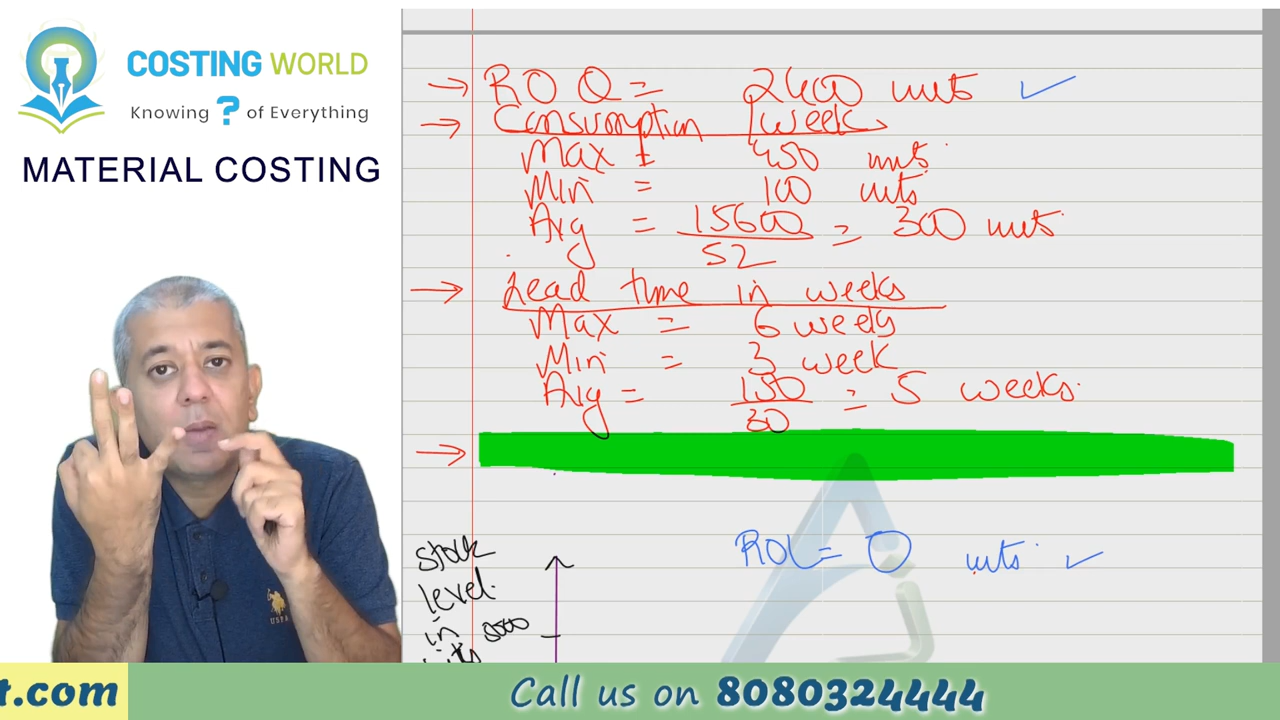 COSTING WORLD
Knowing ? of Everything
MATERIAL COSTING
→ ROQ = 2400 units ✓
→ Consumption / week
Max = 450 units
Min = 100 units
Avg = 15600 / 52 = 300 units
→ Lead time in weeks
Max = 6 weeks
Min = 3 week
Avg = 150 / 30 = 5 weeks
→
ROL = 0 units ✓
Stock
level
in
units
8000
USPA
t.com
Call us on 8080324444